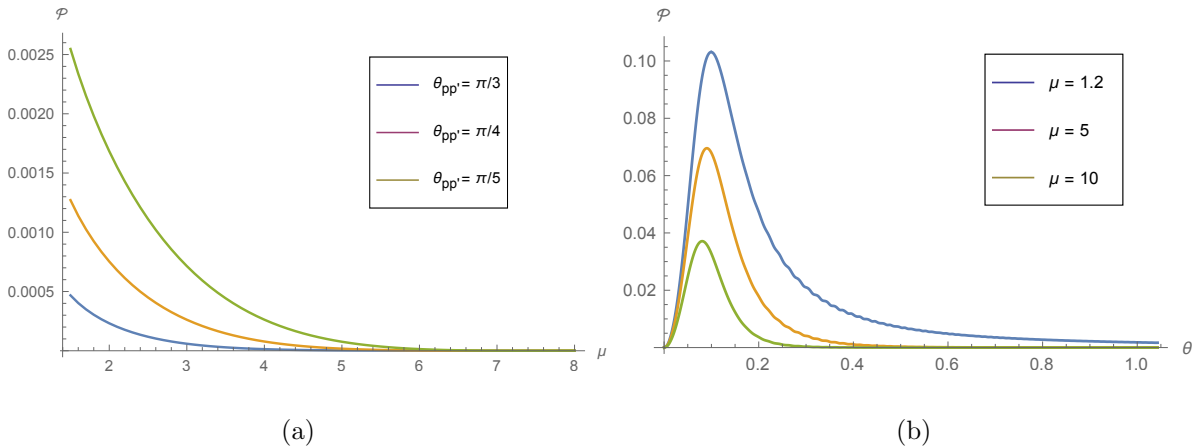 𝒫
0.0025
0.0020
0.0015
0.0010
0.0005
2 3 4 5 6 7 8
μ
θpp' = π/3
θpp' = π/4
θpp' = π/5
(a)
𝒫
0.10
0.08
0.06
0.04
0.02
0.2 0.4 0.6 0.8 1.0
θ
μ = 1.2
μ = 5
μ = 10
(b)